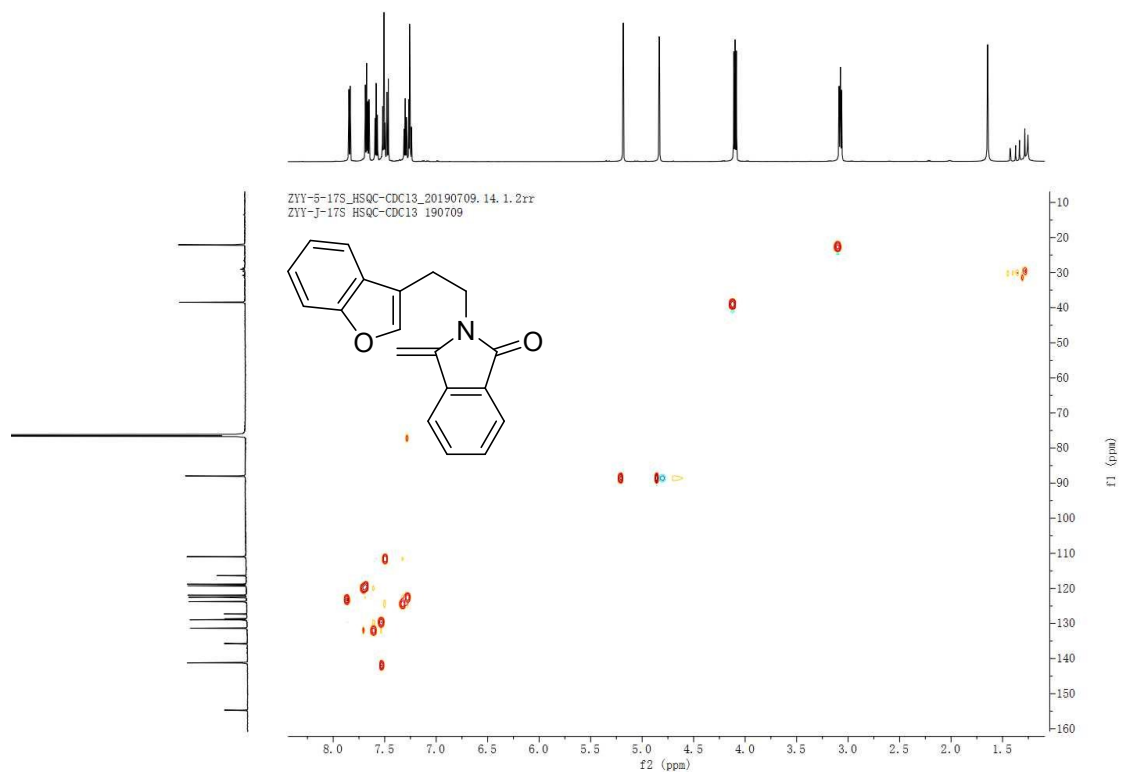 ZYY-5-17S_HSQC-CDCl3_20190709.14.1.2rr
ZYY-J-17S HSQC-CDCl3 190709
O
N
O
10
20
30
40
50
60
70
80
90
100
110
120
130
140
150
160
f1 (ppm)
8.0 7.5 7.0 6.5 6.0 5.5 5.0 4.5 4.0 3.5 3.0 2.5 2.0 1.5
f2 (ppm)